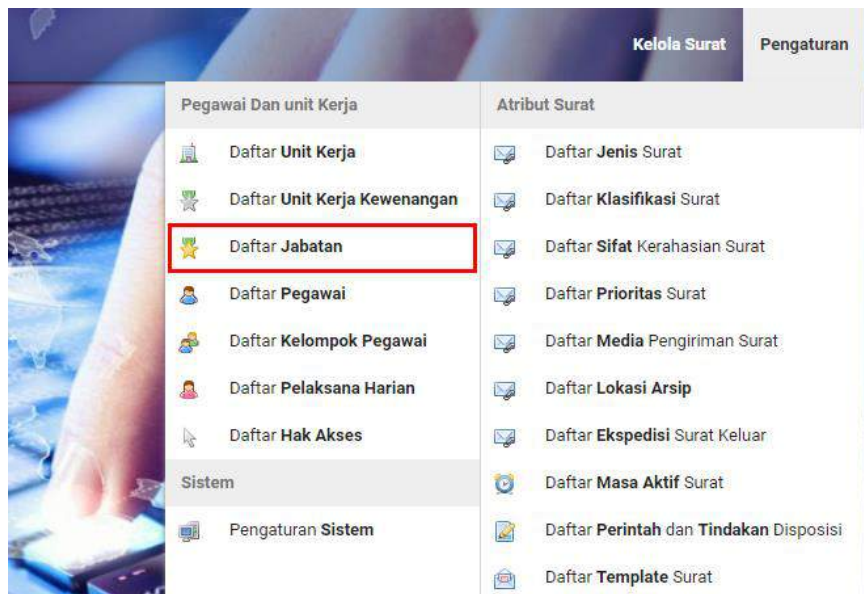 Kelola Surat
Pengaturan
Pegawai Dan unit Kerja
Daftar Unit Kerja
Daftar Unit Kerja Kewenangan
Daftar Jabatan
Daftar Pegawai
Daftar Kelompok Pegawai
Daftar Pelaksana Harian
Daftar Hak Akses
Sistem
Pengaturan Sistem
Atribut Surat
Daftar Jenis Surat
Daftar Klasifikasi Surat
Daftar Sifat Kerahasian Surat
Daftar Prioritas Surat
Daftar Media Pengiriman Surat
Daftar Lokasi Arsip
Daftar Ekspedisi Surat Keluar
Daftar Masa Aktif Surat
Daftar Perintah dan Tindakan Disposisi
Daftar Template Surat